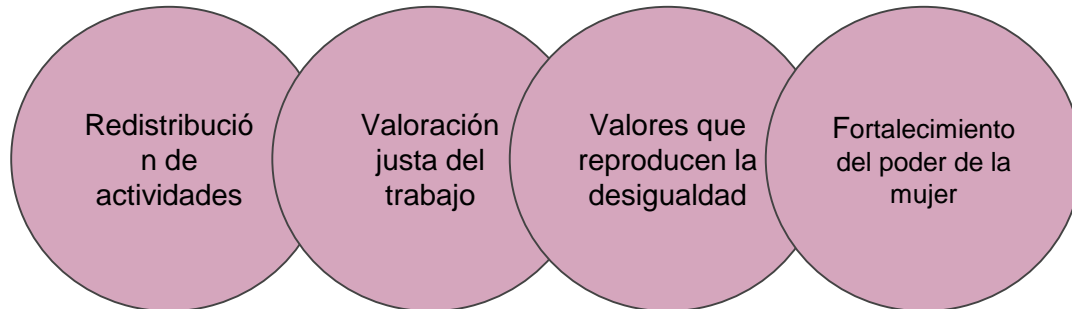 Redistribució
n de
actividades
Valoración
justa del
trabajo
Valores que
reproducen la
desigualdad
Fortalecimiento
del poder de la
mujer